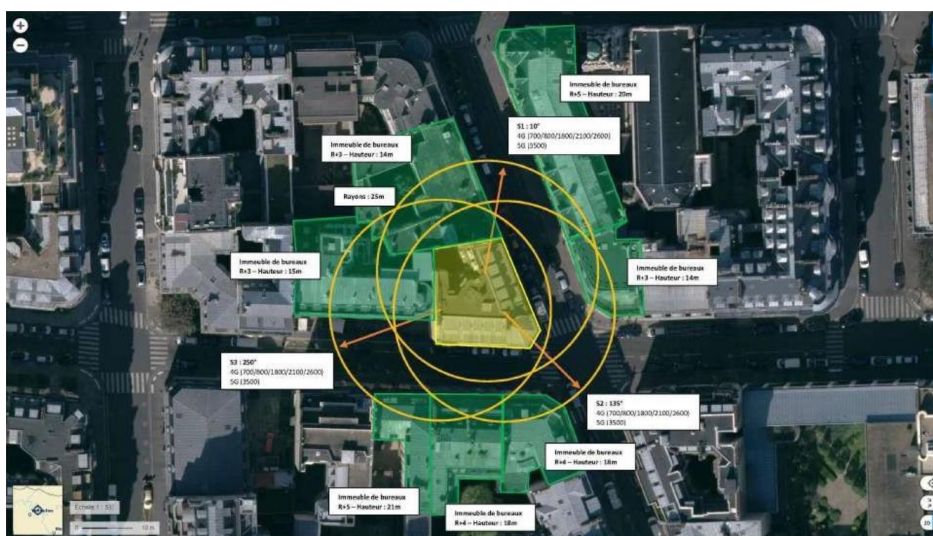 Immeuble de bureaux
R+5 – Hauteur : 20m
S1 : 10°
4G (700/800/1800/2100/2600)
5G (3500)
Immeuble de bureaux
R+3 – Hauteur : 14m
Rayons : 25m
Immeuble de bureaux
R+3 – Hauteur : 15m
Immeuble de bureaux
R+3 – Hauteur : 14m
S3 : 250°
4G (700/800/1800/2100/2600)
5G (3500)
S2 : 135°
4G (700/800/1800/2100/2600)
5G (3500)
Immeuble de bureaux
R+4 – Hauteur : 18m
Immeuble de bureaux
R+5 – Hauteur : 21m
Immeuble de bureaux
R+4 – Hauteur : 18m
0
10 m